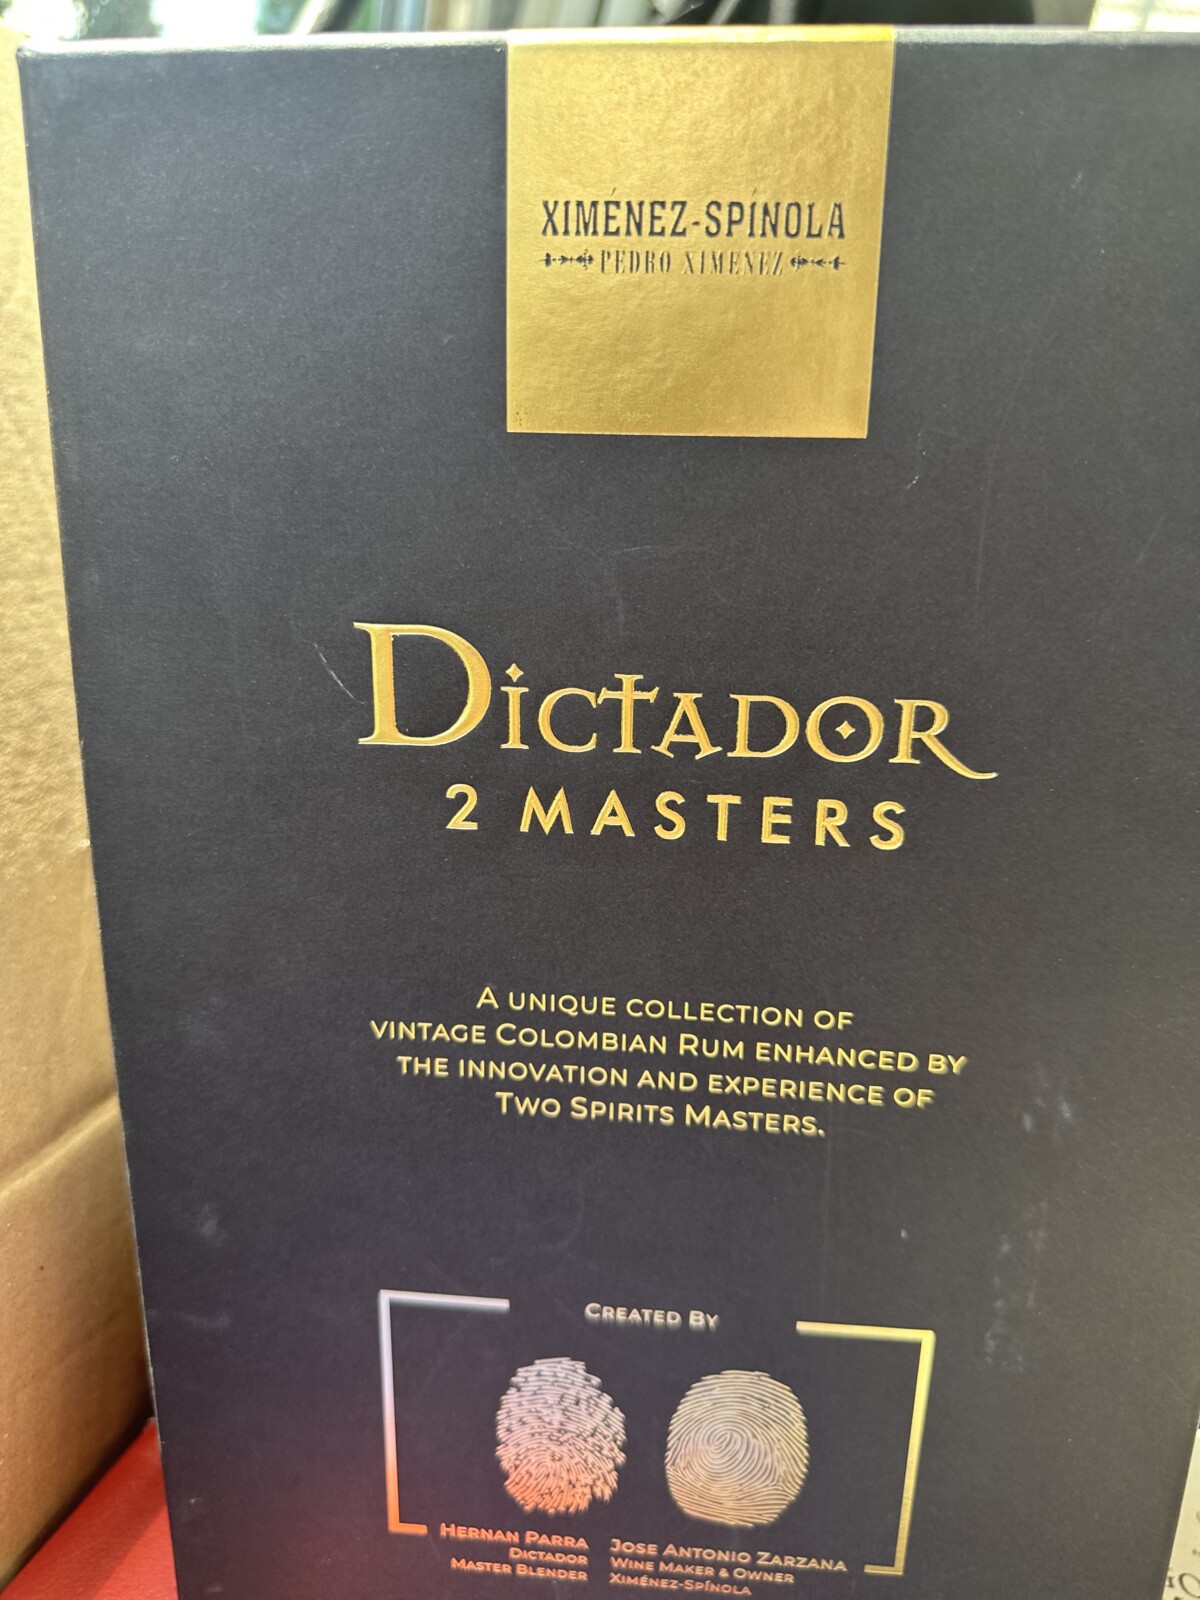 XIMÉNEZ-SPÍNOLA
PEDRO XIMENEZ
DICTADOR
2 MASTERS
A UNIQUE COLLECTION OF
VINTAGE COLOMBIAN RUM ENHANCED BY
THE INNOVATION AND EXPERIENCE OF
TWO SPIRITS MASTERS.
CREATED BY
HERNAN PARRA
DICTADOR
MASTER BLENDER
JOSE ANTONIO ZARZANA
WINE MAKER & OWNER
XIMÉNEZ-SPÍNOLA